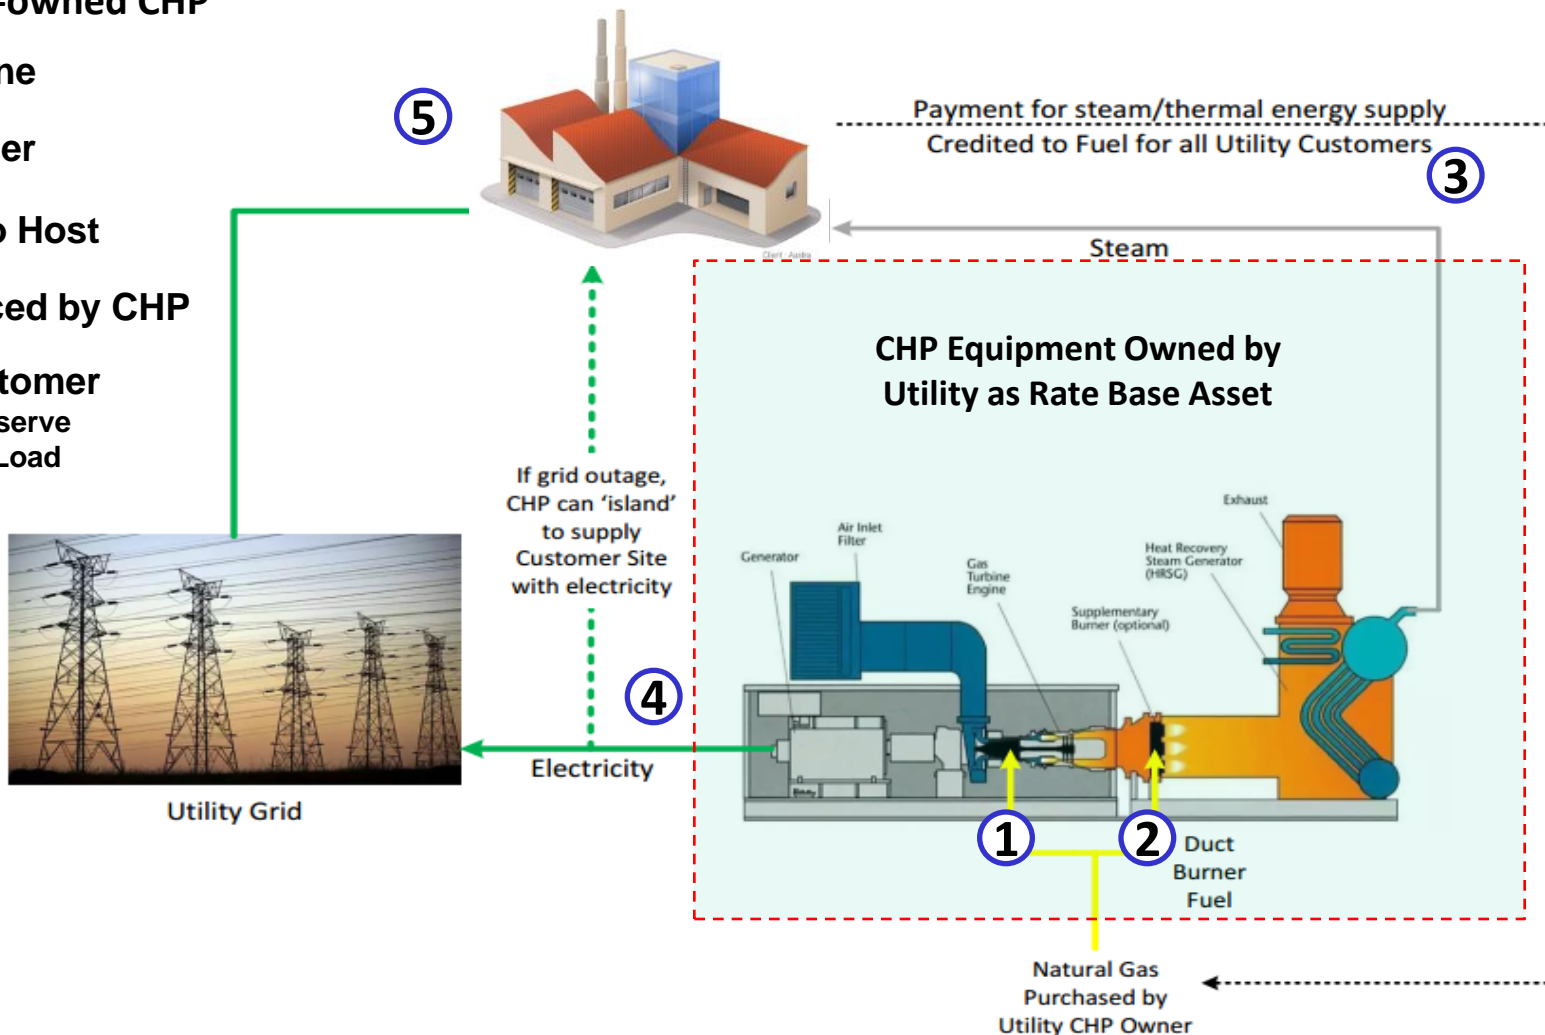 -owned CHP
ne
er
o Host
ced by CHP
tomer
serve
Load
5
Payment for steam/thermal energy supply
Credited to Fuel for all Utility Customers
3
Steam
Client : Austra
CHP Equipment Owned by
Utility as Rate Base Asset
If grid outage,
CHP can ‘island’
to supply
Customer Site
with electricity
Exhaust
Air Inlet
Filter
Generator
Heat Recovery
Steam Generator
(HRSG)
Gas
Turbine
Engine
Supplementary
Burner (optional)
4
Electricity
Utility Grid
1
2
Duct
Burner
Fuel
Natural Gas
Purchased by
Utility CHP Owner